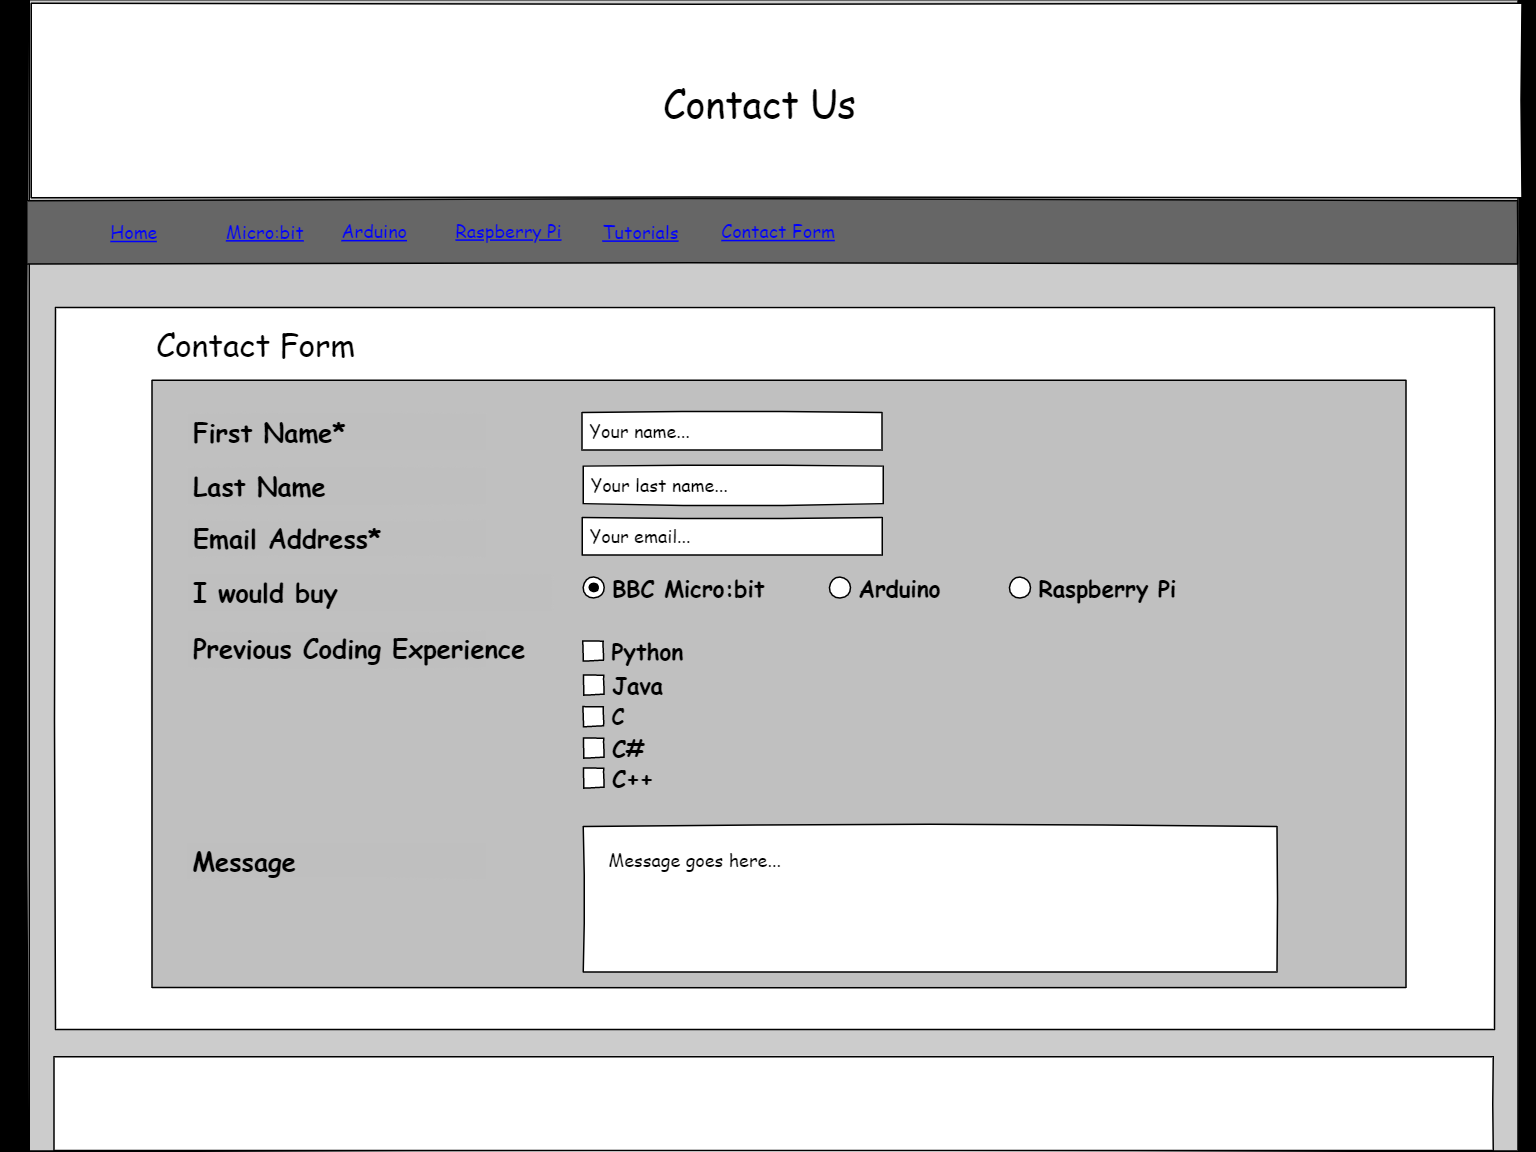 Contact Us
Home Micro:bit Arduino Raspberry Pi Tutorials Contact Form
Contact Form
First Name* Your name...
Last Name Your last name...
Email Address* Your email...
I would buy BBC Micro:bit Arduino Raspberry Pi
Previous Coding Experience Python
Java
C
C#
C++
Message Message goes here...